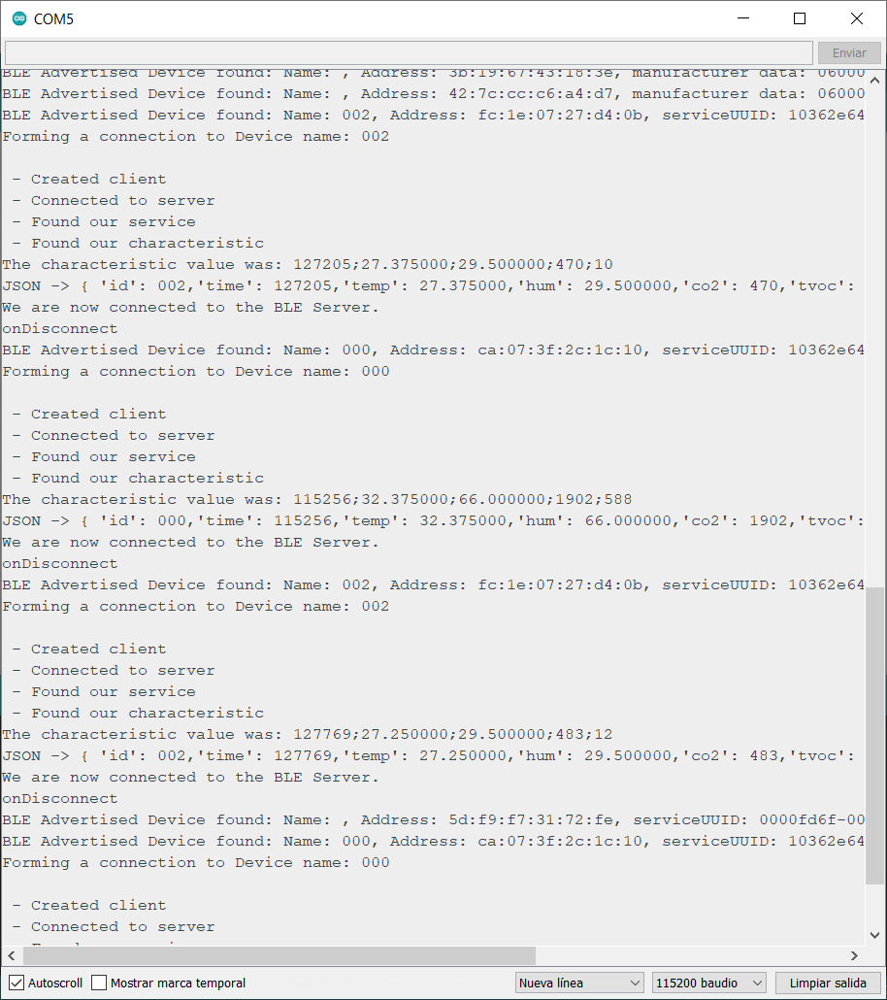 COM5
Enviar
BLE Advertised Device found: Name: , Address: 3b:19:67:43:18:3e, manufacturer data: 06000
BLE Advertised Device found: Name: , Address: 42:7c:cc:c6:a4:d7, manufacturer data: 06000
BLE Advertised Device found: Name: 002, Address: fc:1e:07:27:d4:0b, serviceUUID: 10362e64
Forming a connection to Device name: 002
- Created client
- Connected to server
- Found our service
- Found our characteristic
The characteristic value was: 127205;27.375000;29.500000;470;10
JSON -> { 'id': 002,'time': 127205,'temp': 27.375000,'hum': 29.500000,'co2': 470,'tvoc':
We are now connected to the BLE Server.
onDisconnect
BLE Advertised Device found: Name: 000, Address: ca:07:3f:2c:1c:10, serviceUUID: 10362e64
Forming a connection to Device name: 000
- Created client
- Connected to server
- Found our service
- Found our characteristic
The characteristic value was: 115256;32.375000;66.000000;1902;588
JSON -> { 'id': 000,'time': 115256,'temp': 32.375000,'hum': 66.000000,'co2': 1902,'tvoc':
We are now connected to the BLE Server.
onDisconnect
BLE Advertised Device found: Name: 002, Address: fc:1e:07:27:d4:0b, serviceUUID: 10362e64
Forming a connection to Device name: 002
- Created client
- Connected to server
- Found our service
- Found our characteristic
The characteristic value was: 127769;27.250000;29.500000;483;12
JSON -> { 'id': 002,'time': 127769,'temp': 27.250000,'hum': 29.500000,'co2': 483,'tvoc':
We are now connected to the BLE Server.
onDisconnect
BLE Advertised Device found: Name: , Address: 5d:f9:f7:31:72:fe, serviceUUID: 0000fd6f-00
BLE Advertised Device found: Name: 000, Address: ca:07:3f:2c:1c:10, serviceUUID: 10362e64
Forming a connection to Device name: 000
- Created client
- Connected to server
Autoscroll Mostrar marca temporal Nueva línea 115200 baudio Limpiar salida